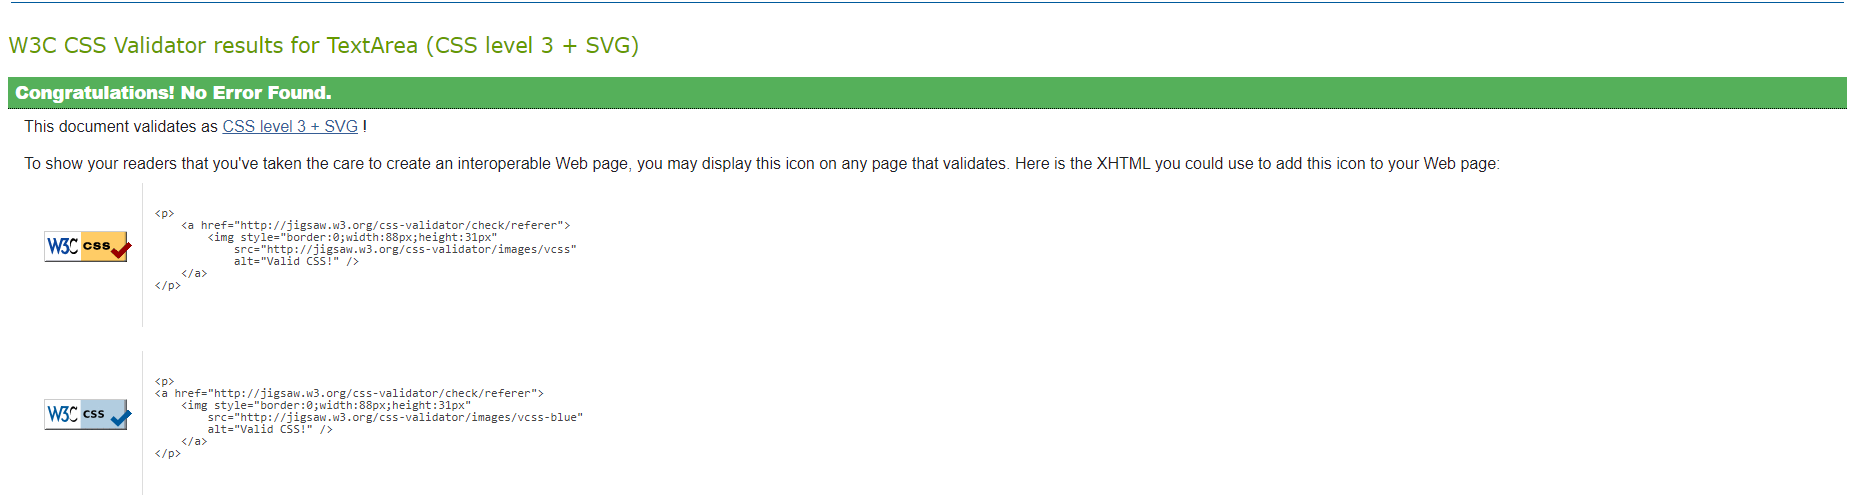 W3C CSS Validator results for TextArea (CSS level 3 + SVG)
Congratulations! No Error Found.
This document validates as CSS level 3 + SVG !
To show your readers that you've taken the care to create an interoperable Web page, you may display this icon on any page that validates. Here is the XHTML you could use to add this icon to your Web page:
W3C css
<p>
    <a href="http://jigsaw.w3.org/css-validator/check/referer">
        <img style="border:0;width:88px;height:31px"
            src="http://jigsaw.w3.org/css-validator/images/vcss"
            alt="Valid CSS!" />
    </a>
</p>
W3C css
<p>
<a href="http://jigsaw.w3.org/css-validator/check/referer">
    <img style="border:0;width:88px;height:31px"
        src="http://jigsaw.w3.org/css-validator/images/vcss-blue"
        alt="Valid CSS!" />
    </a>
</p>